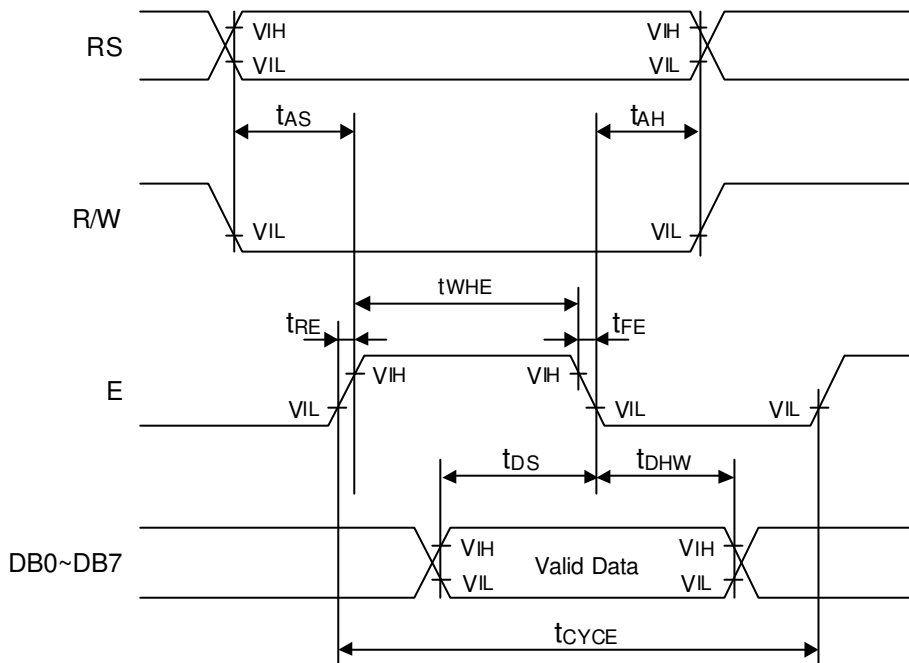 RS
VIH
VIH
VIL
VIL
tAS
tAH
R/W
VIL
VIL
tWHE
tRE
tFE
E
VIH
VIH
VIL
VIL
VIL
tDS
tDHW
DB0~DB7
VIH
Valid Data
VIH
VIL
VIL
tCYCE